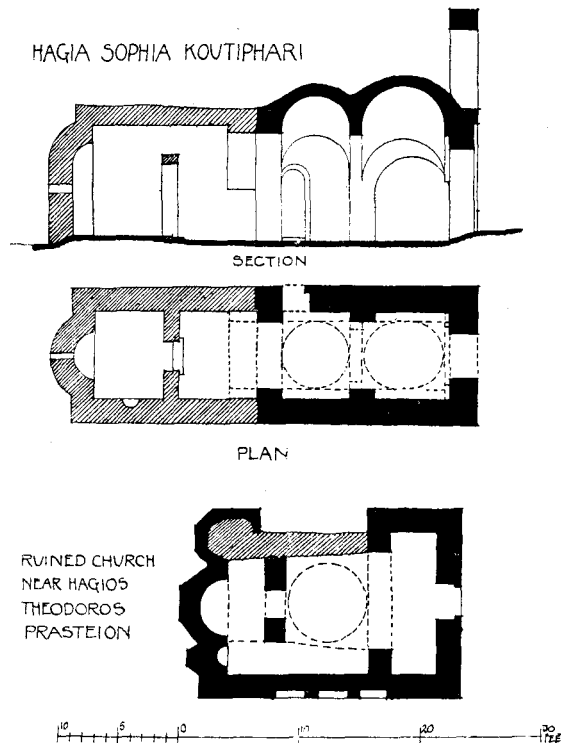 HAGIA SOPHIA KOUTIPHARI
SECTION
PLAN
RUINED CHURCH
NEAR HAGIOS
THEODOROS
PRASTEION
10 5 0 10 20 30